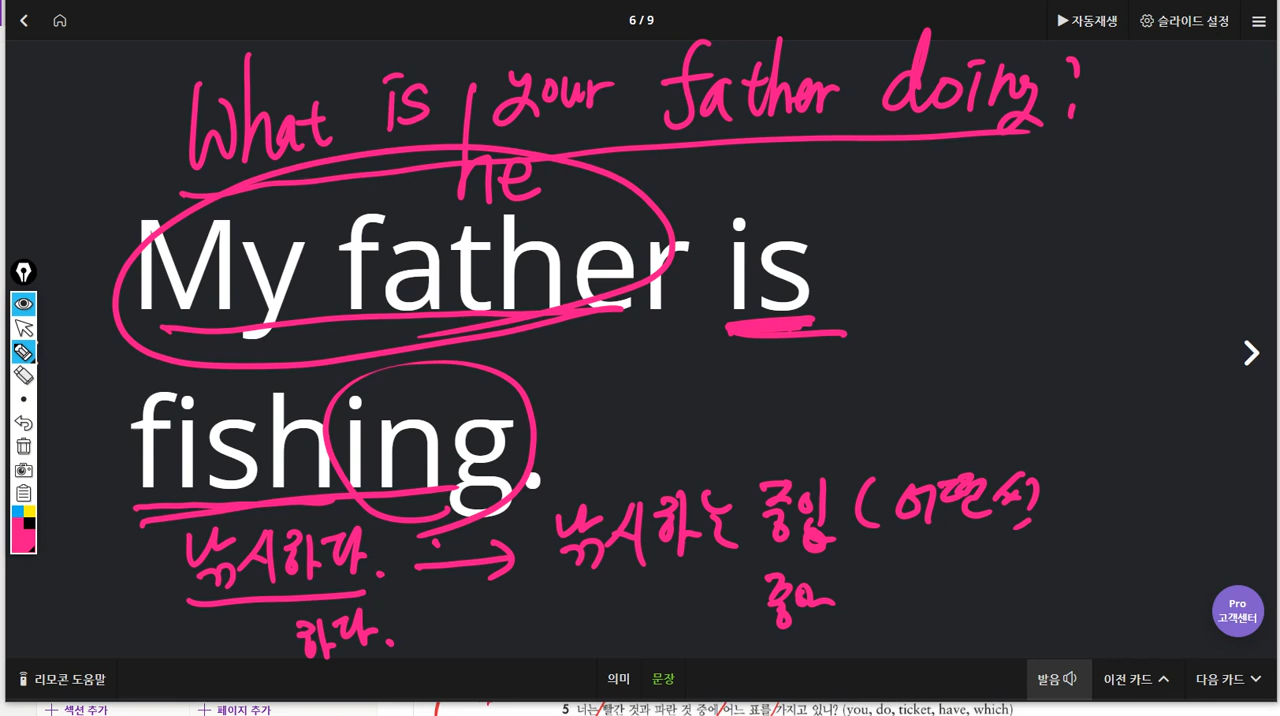 6 / 9
자동재생
슬라이드 설정
What is your father doing?
he
My father is
fishing.
낚시하다. → 낚시하는 중입
하다. 중요
Pro
고객센터
리모콘 도움말
의미
문장
발음
이전 카드
다음 카드
섹션 추가
페이지 추가
5 너는 빨간 것과 파란 것 중에 어느 표를 가지고 있니? (you, do, ticket, have, which)